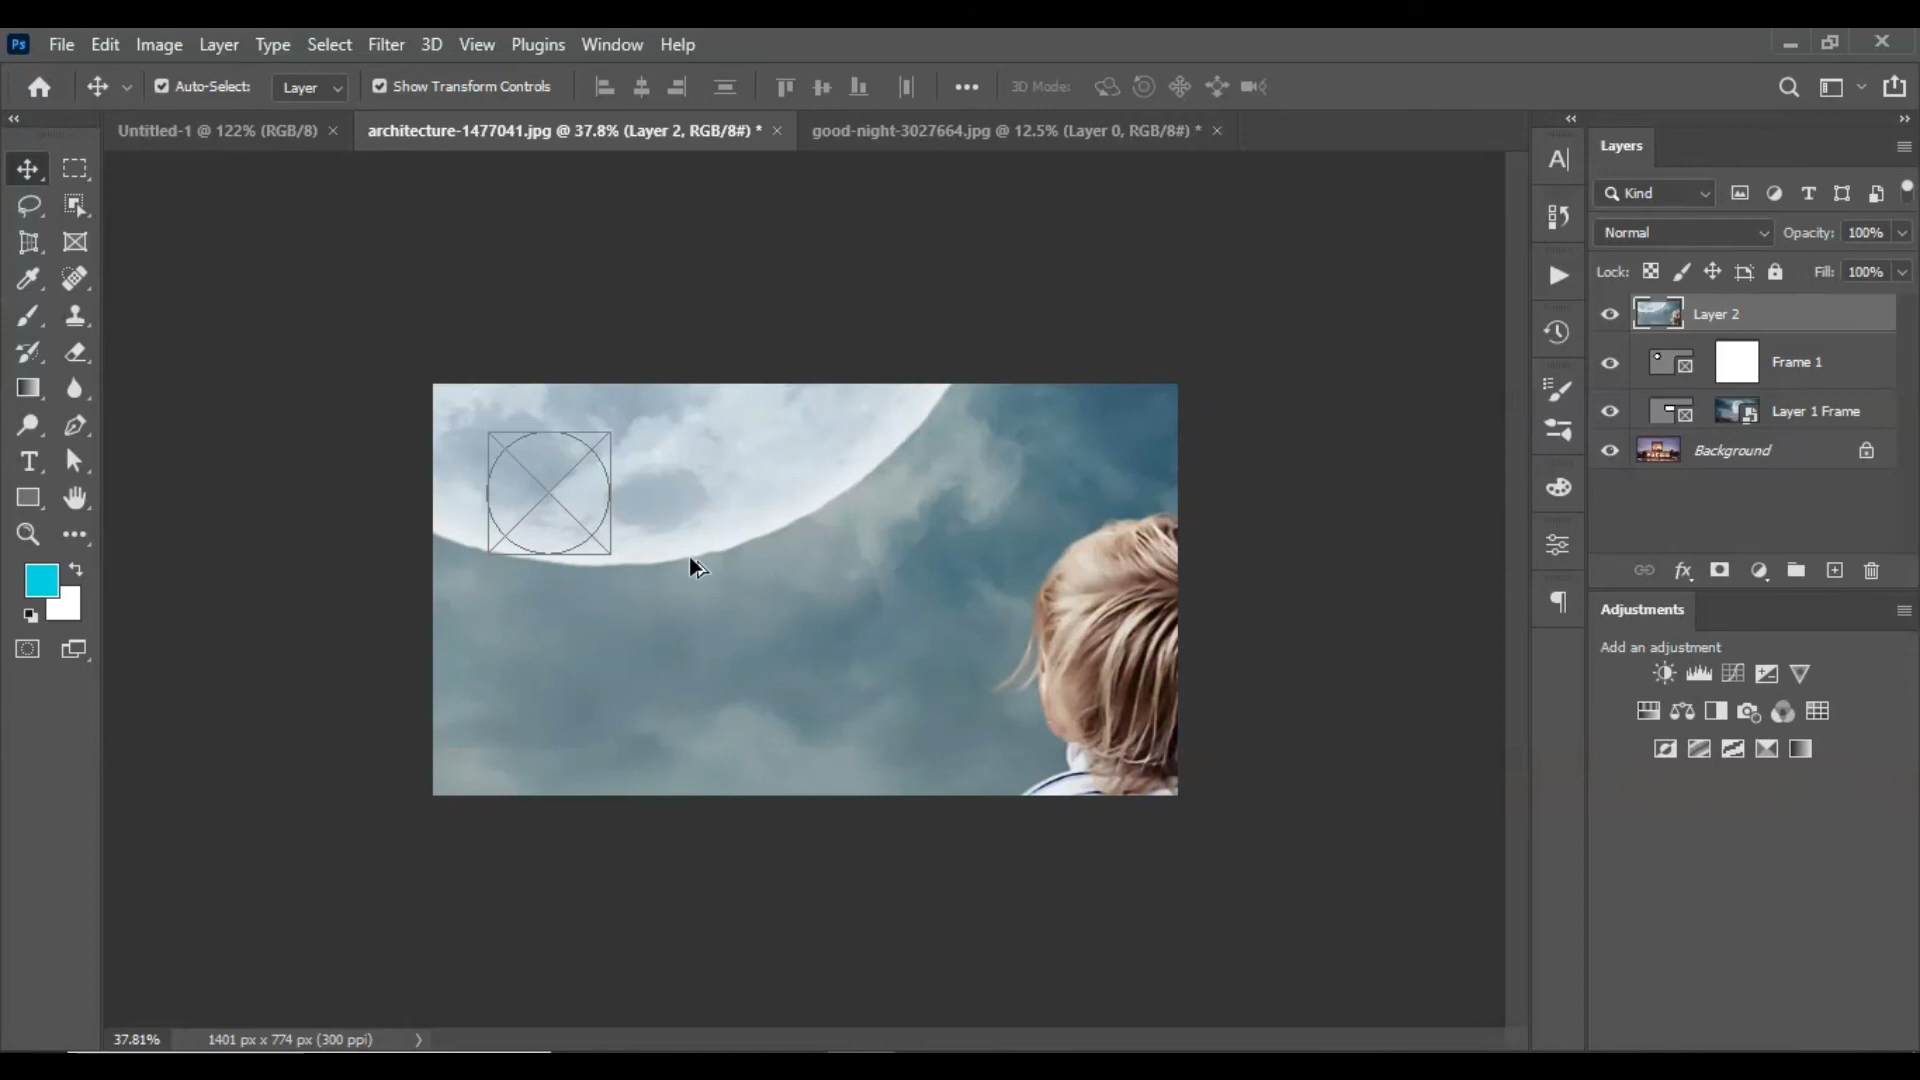 Ps File Edit Image Layer Type Select Filter 3D View Plugins Window Help
Auto-Select: Layer Show Transform Controls 3D Mode:
Untitled-1 @ 122% (RGB/8) × architecture-1477041.jpg @ 37.8% (Layer 2, RGB/8#) * × good-night-3027664.jpg @ 12.5% (Layer 0, RGB/8#) * ×
Layers
Kind
Normal Opacity: 100%
Lock: Fill: 100%
Layer 2
Frame 1
Layer 1 Frame
Background
Adjustments
Add an adjustment
37.81% 1401 px x 774 px (300 ppi)